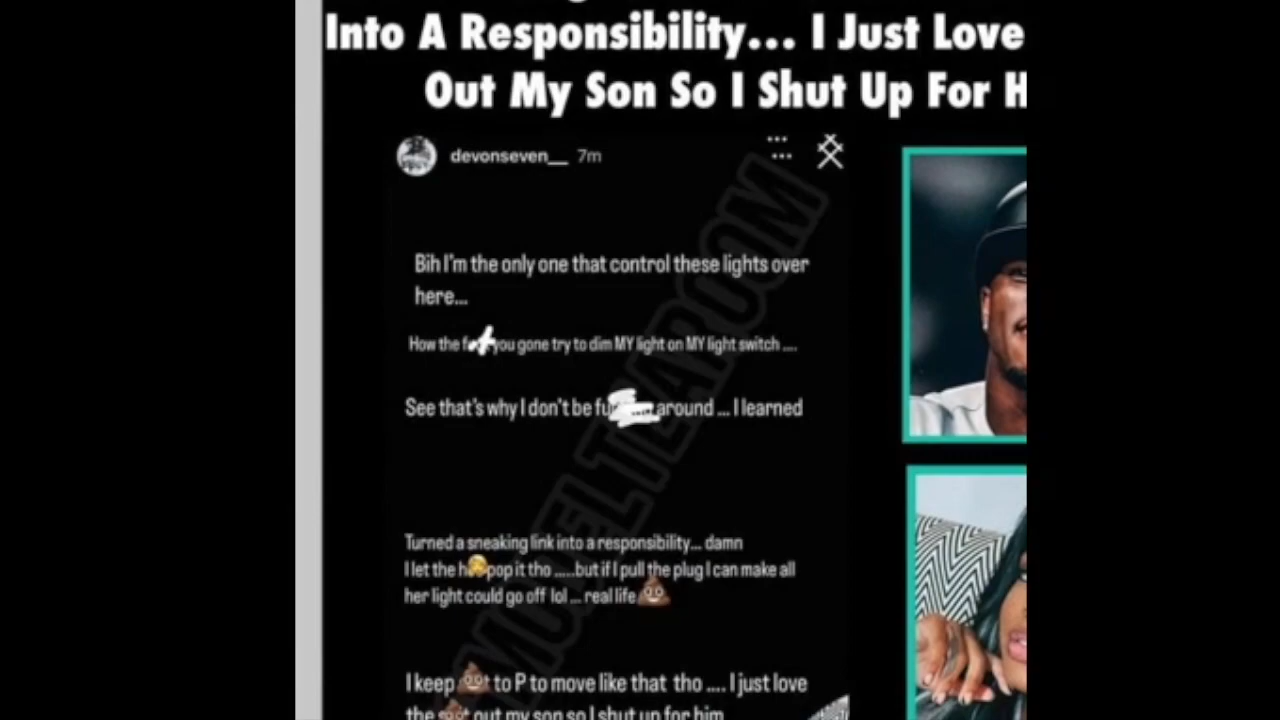 Into A Responsibility... I Just Love
Out My Son So I Shut Up For H
devonseven__ 7m
Bih I'm the only one that control these lights over
here...
How the f you gone try to dim MY light on MY light switch ....
See that's why I don't be fu around ... I learned
Turned a sneaking link into a responsibility... damn
I let the h😔pop it tho .....but if I pull the plug I can make all
her light could go off lol ... real life 💩
I keep 💩t to P to move like that tho .... I just love
the s💩t out my son so I shut up for him